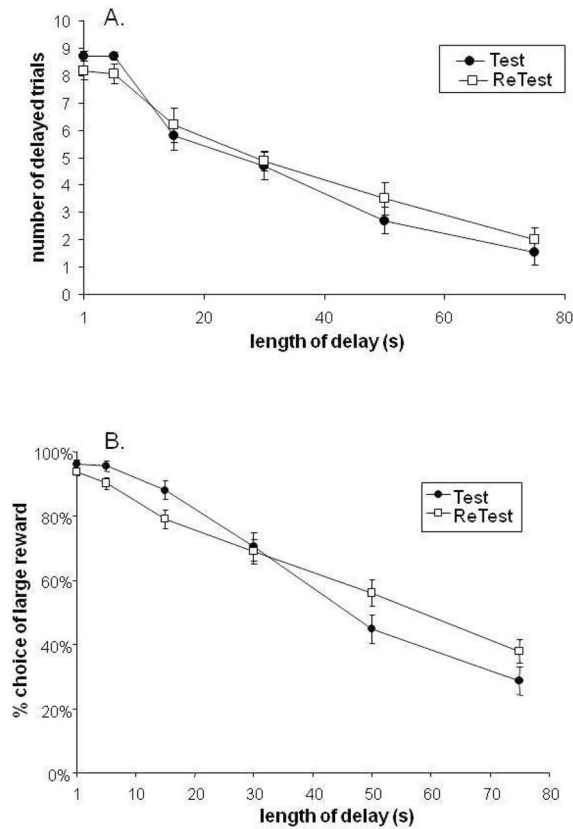 A.
10
9
8
7
6
5
4
3
2
1
0
number of delayed trials
Test
ReTest
1 20 40 60 80
length of delay (s)
B.
100%
80%
60%
40%
20%
0%
% choice of large reward
Test
ReTest
1 10 20 30 40 50 60 70 80
length of delay (s)